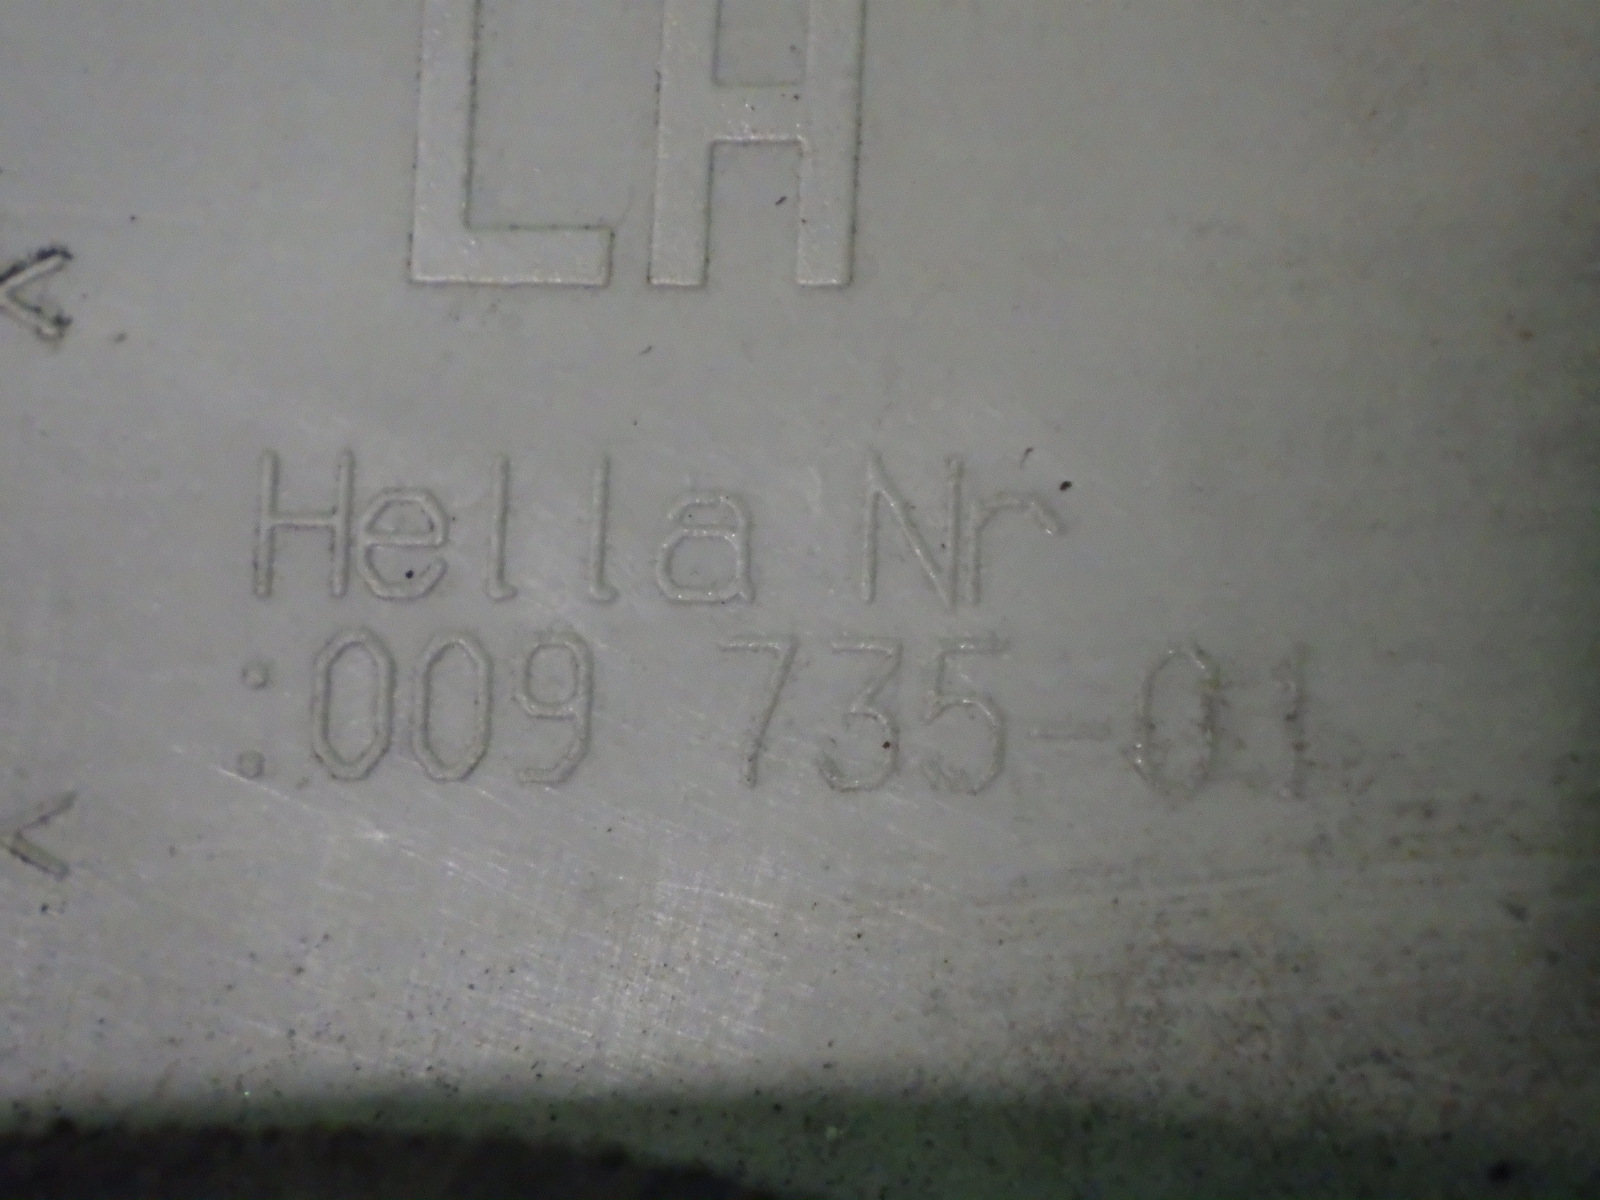 LH
<
Hella Nr
:009 735-01
<